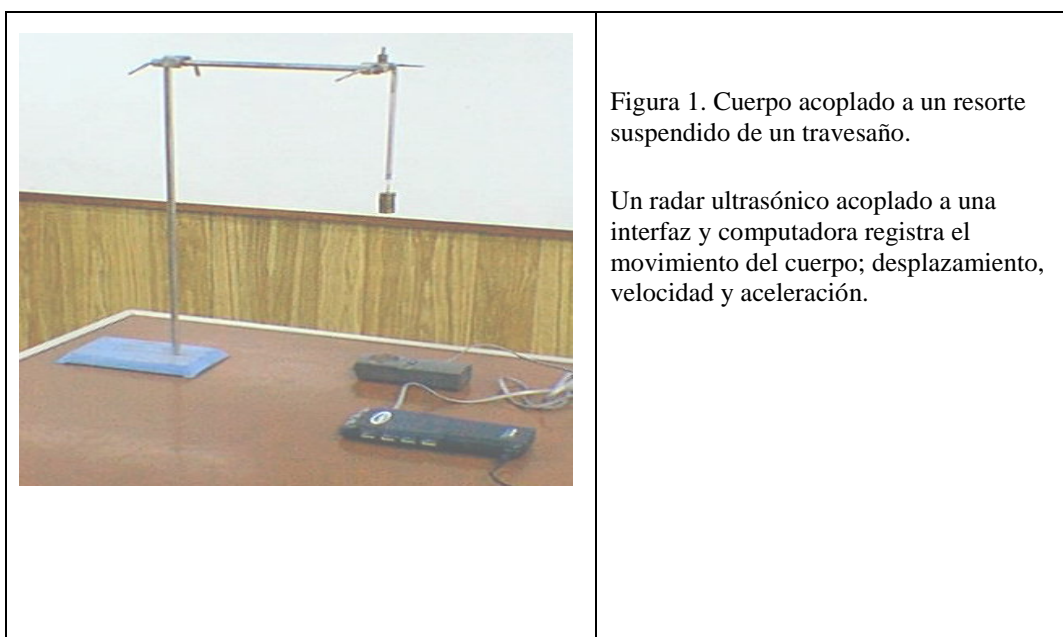 Figura 1. Cuerpo acoplado a un resorte
suspendido de un travesaño.
Un radar ultrasónico acoplado a una
interfaz y computadora registra el
movimiento del cuerpo; desplazamiento,
velocidad y aceleración.